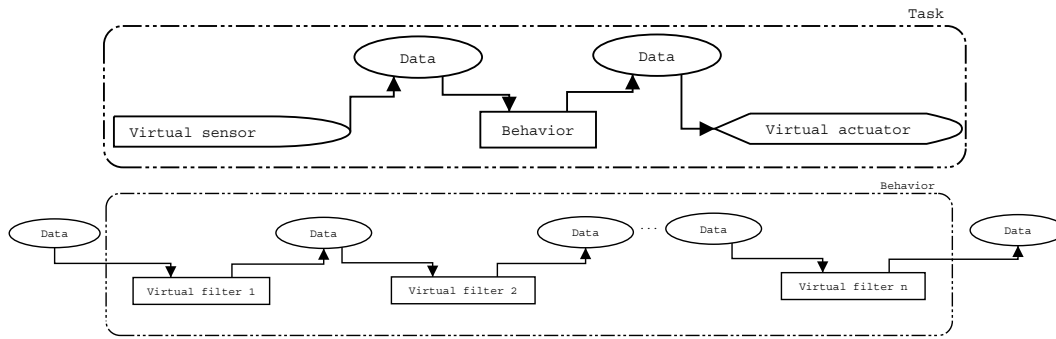 Task
Data
Data
Virtual sensor
Behavior
Virtual actuator
Behavior
Data
Data
Data
...
Data
Data
Virtual filter 1
Virtual filter 2
Virtual filter n